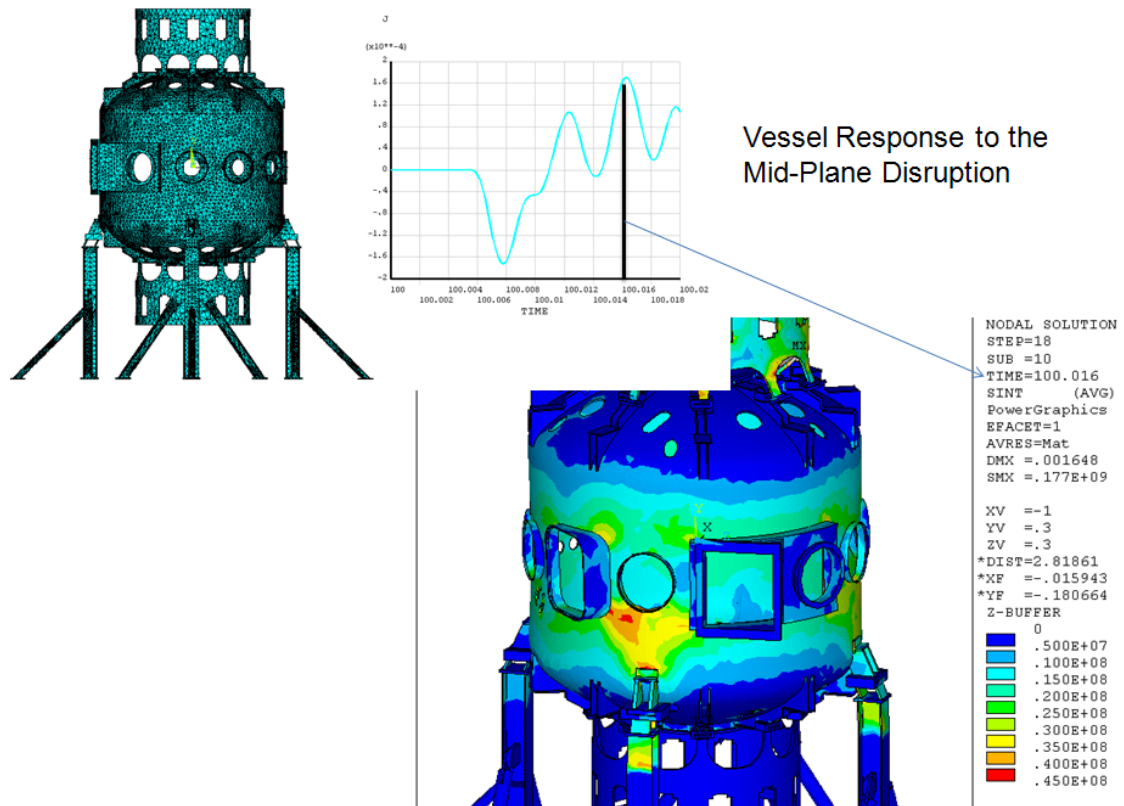 J
(x10**-4)
2
1.6
1.2
.8
.4
0
-.4
-.8
-1.2
-1.6
-2
100 100.004 100.008 100.012 100.016 100.02
100.002 100.006 100.01 100.014 100.018
TIME
Vessel Response to the
Mid-Plane Disruption
MX
Y
X
NODAL SOLUTION
STEP=18
SUB =10
TIME=100.016
SINT (AVG)
PowerGraphics
EFACET=1
AVRES=Mat
DMX =.001648
SMX =.177E+09
XV =-1
YV =.3
ZV =.3
*DIST=2.81861
*XF =-.015943
*YF =-.180664
Z-BUFFER
0
.500E+07
.100E+08
.150E+08
.200E+08
.250E+08
.300E+08
.350E+08
.400E+08
.450E+08